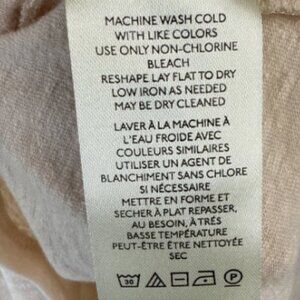 MACHINE WASH COLD
WITH LIKE COLORS
USE ONLY NON-CHLORINE
BLEACH
RESHAPE LAY FLAT TO DRY
LOW IRON AS NEEDED
MAY BE DRY CLEANED
LAVER À LA MACHINE À
L'EAU FROIDE AVEC
COULEURS SIMILAIRES
UTILISER UN AGENT DE
BLANCHIMENT SANS CHLORE
SI NÉCESSAIRE
METTRE EN FORME ET
SECHER À PLAT REPASSER,
AU BESOIN, À TRÉS
BASSE TEMPÉRATURE
PEUT-ÊTRE ÊTRE NETTOYÉE
SEC
30 P